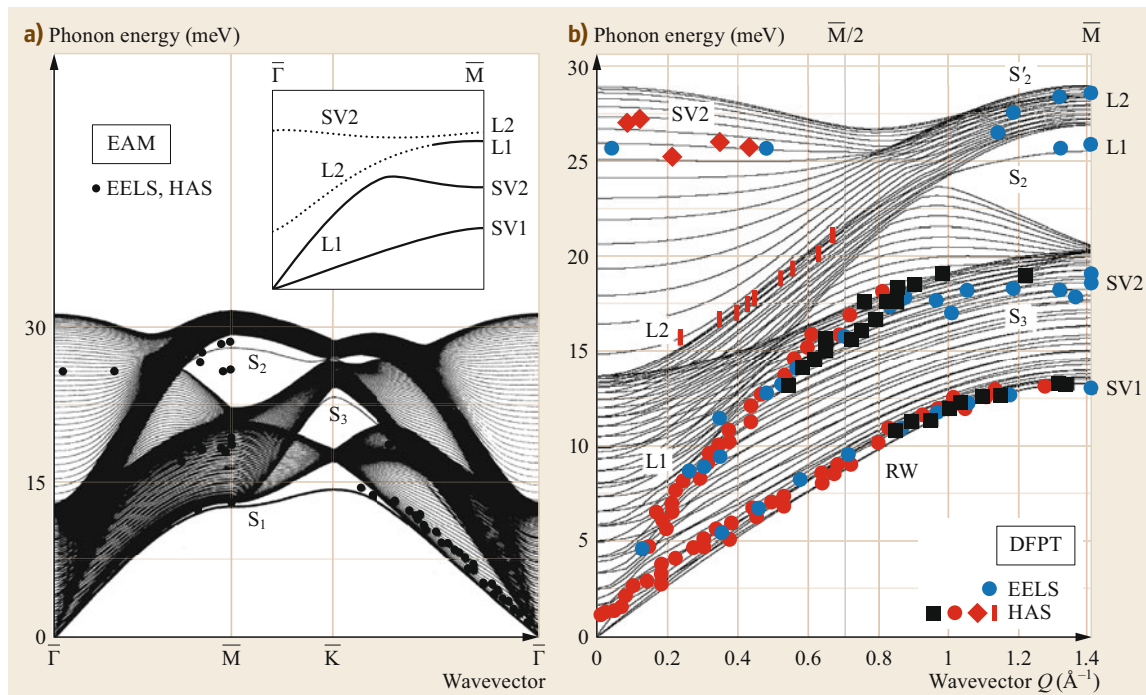 a) Phonon energy (meV)
30
15
0
EAM
• EELS, HAS
Γ̅
M̅
SV2
L2
L1
L2
SV2
L1
SV1
S₂
S₃
S₁
Γ̅
M̅
K̅
Γ̅
Wavevector
b) Phonon energy (meV)
M̅/2
M̅
30
25
20
15
10
5
0
S′₂
SV2
L2
L1
S₂
SV2
L2
S₃
SV1
L1
RW
DFPT
EELS
HAS
0
0.2
0.4
0.6
0.8
1
1.2
1.4
Wavevector Q (Å⁻¹)